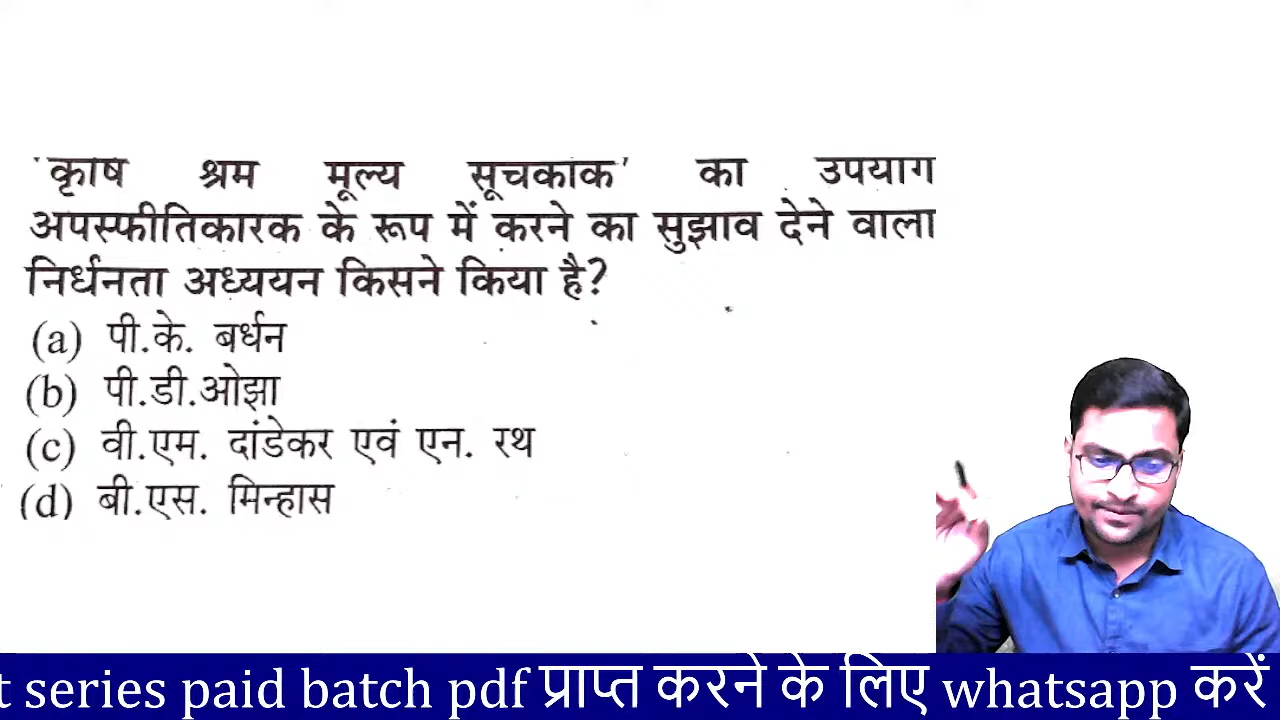 'कृषि श्रम मूल्य सूचकांक' का उपयोग
अपस्फीतिकारक के रूप में करने का सुझाव देने वाला
निर्धनता अध्ययन किसने किया है?
(a) पी.के. बर्धन
(b) पी.डी.ओझा
(c) वी.एम. दांडेकर एवं एन. रथ
(d) बी.एस. मिन्हास
t series paid batch pdf प्राप्त करने के लिए whatsapp करें